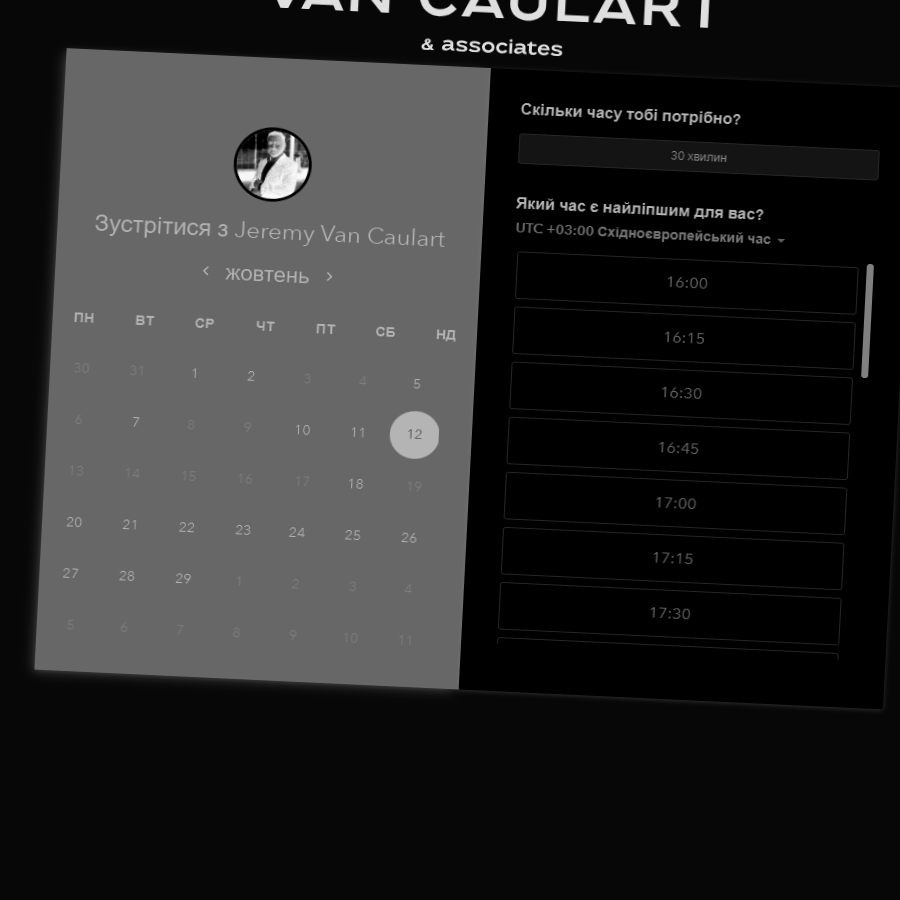 VAN CAULART
& associates
Зустрітися з Jeremy Van Caulart
жовтень
ПН ВТ СР ЧТ ПТ СБ НД
30 31 1 2 3 4 5
6 7 8 9 10 11 12
13 14 15 16 17 18 19
20 21 22 23 24 25 26
27 28 29 1 2 3 4
5 6 7 8 9 10 11
Скільки часу тобі потрібно?
30 хвилин
Який час є найліпшим для вас?
UTC +03:00 Східноєвропейський час
16:00
16:15
16:30
16:45
17:00
17:15
17:30